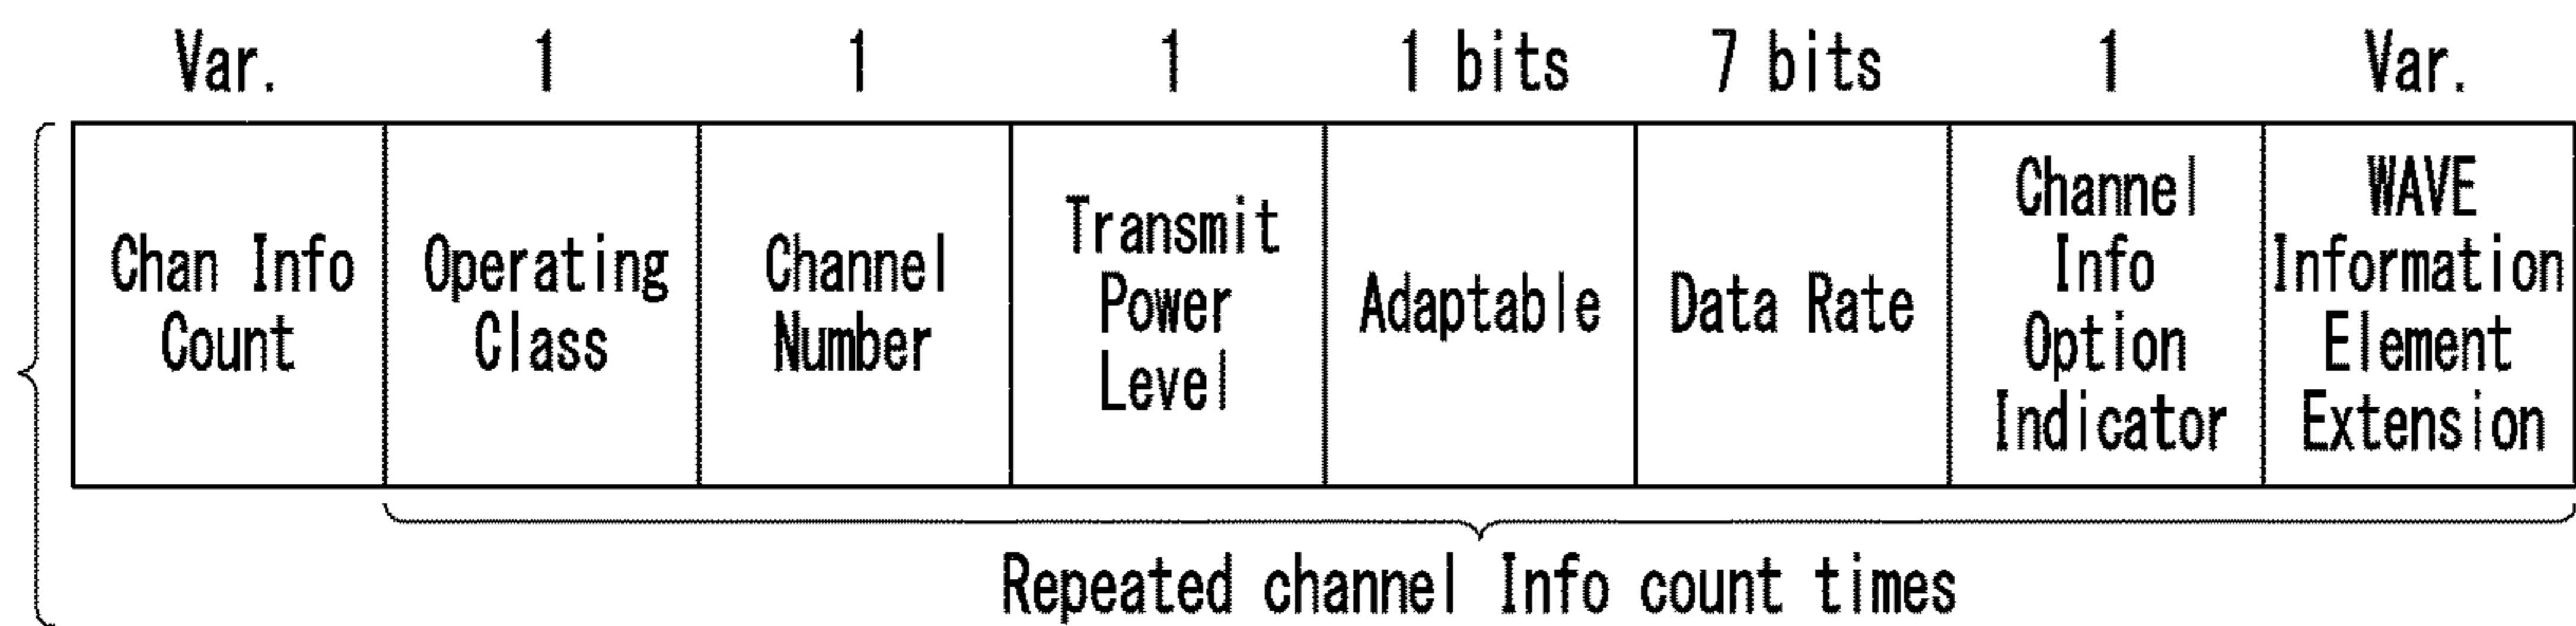 Var. 1 1 1 1 bits 7 bits 1 Var.
Chan Info
Count
Operating
Class
Channel
Number
Transmit
Power
Level
Adaptable
Data Rate
Channel
Info
Option
Indicator
WAVE
Information
Element
Extension
Repeated channel Info count times